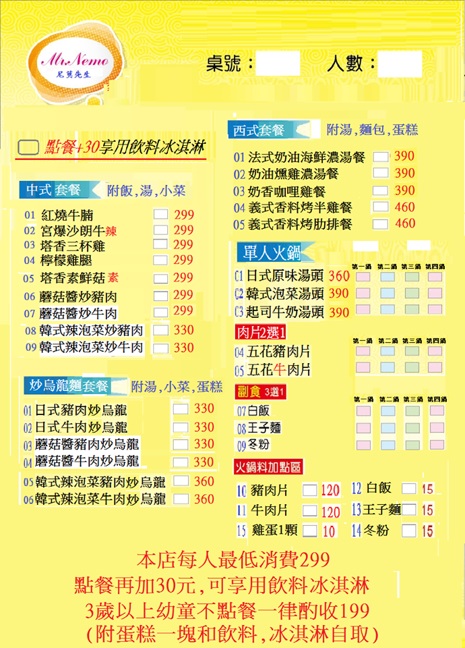 Mr.Nemo
尼莫先生
桌號： 人數：
點餐+30享用飲料冰淇淋
中式 套餐 附飯,湯,小菜
01 紅燒牛腩 299
02 宮爆沙朗牛辣 299
03 塔香三杯雞 299
04 檸檬雞腿 299
05 塔香素鮮菇 素 299
06 蘑菇醬炒豬肉 299
07 蘑菇醬炒牛肉 299
08 韓式辣泡菜炒豬肉 330
09 韓式辣泡菜炒牛肉 330
炒烏龍麵套餐 附湯,小菜,蛋糕
01 日式豬肉炒烏龍 330
02 日式牛肉炒烏龍 330
03 蘑菇醬豬肉炒烏龍 330
04 蘑菇醬牛肉炒烏龍 330
05 韓式辣泡菜豬肉炒烏龍 360
06 韓式辣泡菜牛肉炒烏龍 360
西式套餐 附湯,麵包,蛋糕
01 法式奶油海鮮濃湯餐 390
02 奶油燻雞濃湯餐 390
03 奶香咖哩雞餐 390
04 義式香料烤半雞餐 460
05 義式香料烤肋排餐 460
單人火鍋
第一鍋 第二鍋 第三鍋 第四鍋
01 日式原味湯頭 360
02 韓式泡菜湯頭 390
03 起司牛奶湯頭 390
肉片2選1
第一鍋 第二鍋 第三鍋 第四鍋
04 五花豬肉片
05 五花牛肉片
副食 3選1
第一鍋 第二鍋 第三鍋 第四鍋
07白飯
08王子麵
09冬粉
火鍋料加點區
10 豬肉片 120 12 白飯 15
11 牛肉片 120 13王子麵 15
15 雞蛋1顆 10 14冬粉 15
本店每人最低消費299
點餐再加30元,可享用飲料冰淇淋
3歲以上幼童不點餐一律酌收199
(附蛋糕一塊和飲料,冰淇淋自取)